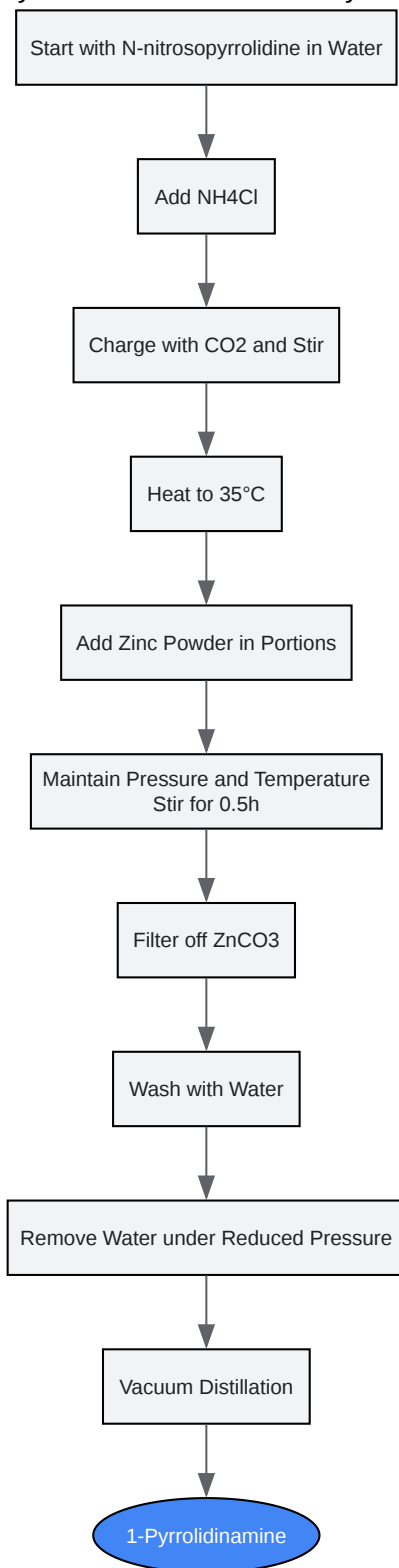 Start with N-nitrosopyrrolidine in Water
Add NH4Cl
Charge with CO2 and Stir
Heat to 35°C
Add Zinc Powder in Portions
Maintain Pressure and Temperature
Stir for 0.5h
Filter off ZnCO3
Wash with Water
Remove Water under Reduced Pressure
Vacuum Distillation
1-Pyrrolidinamine